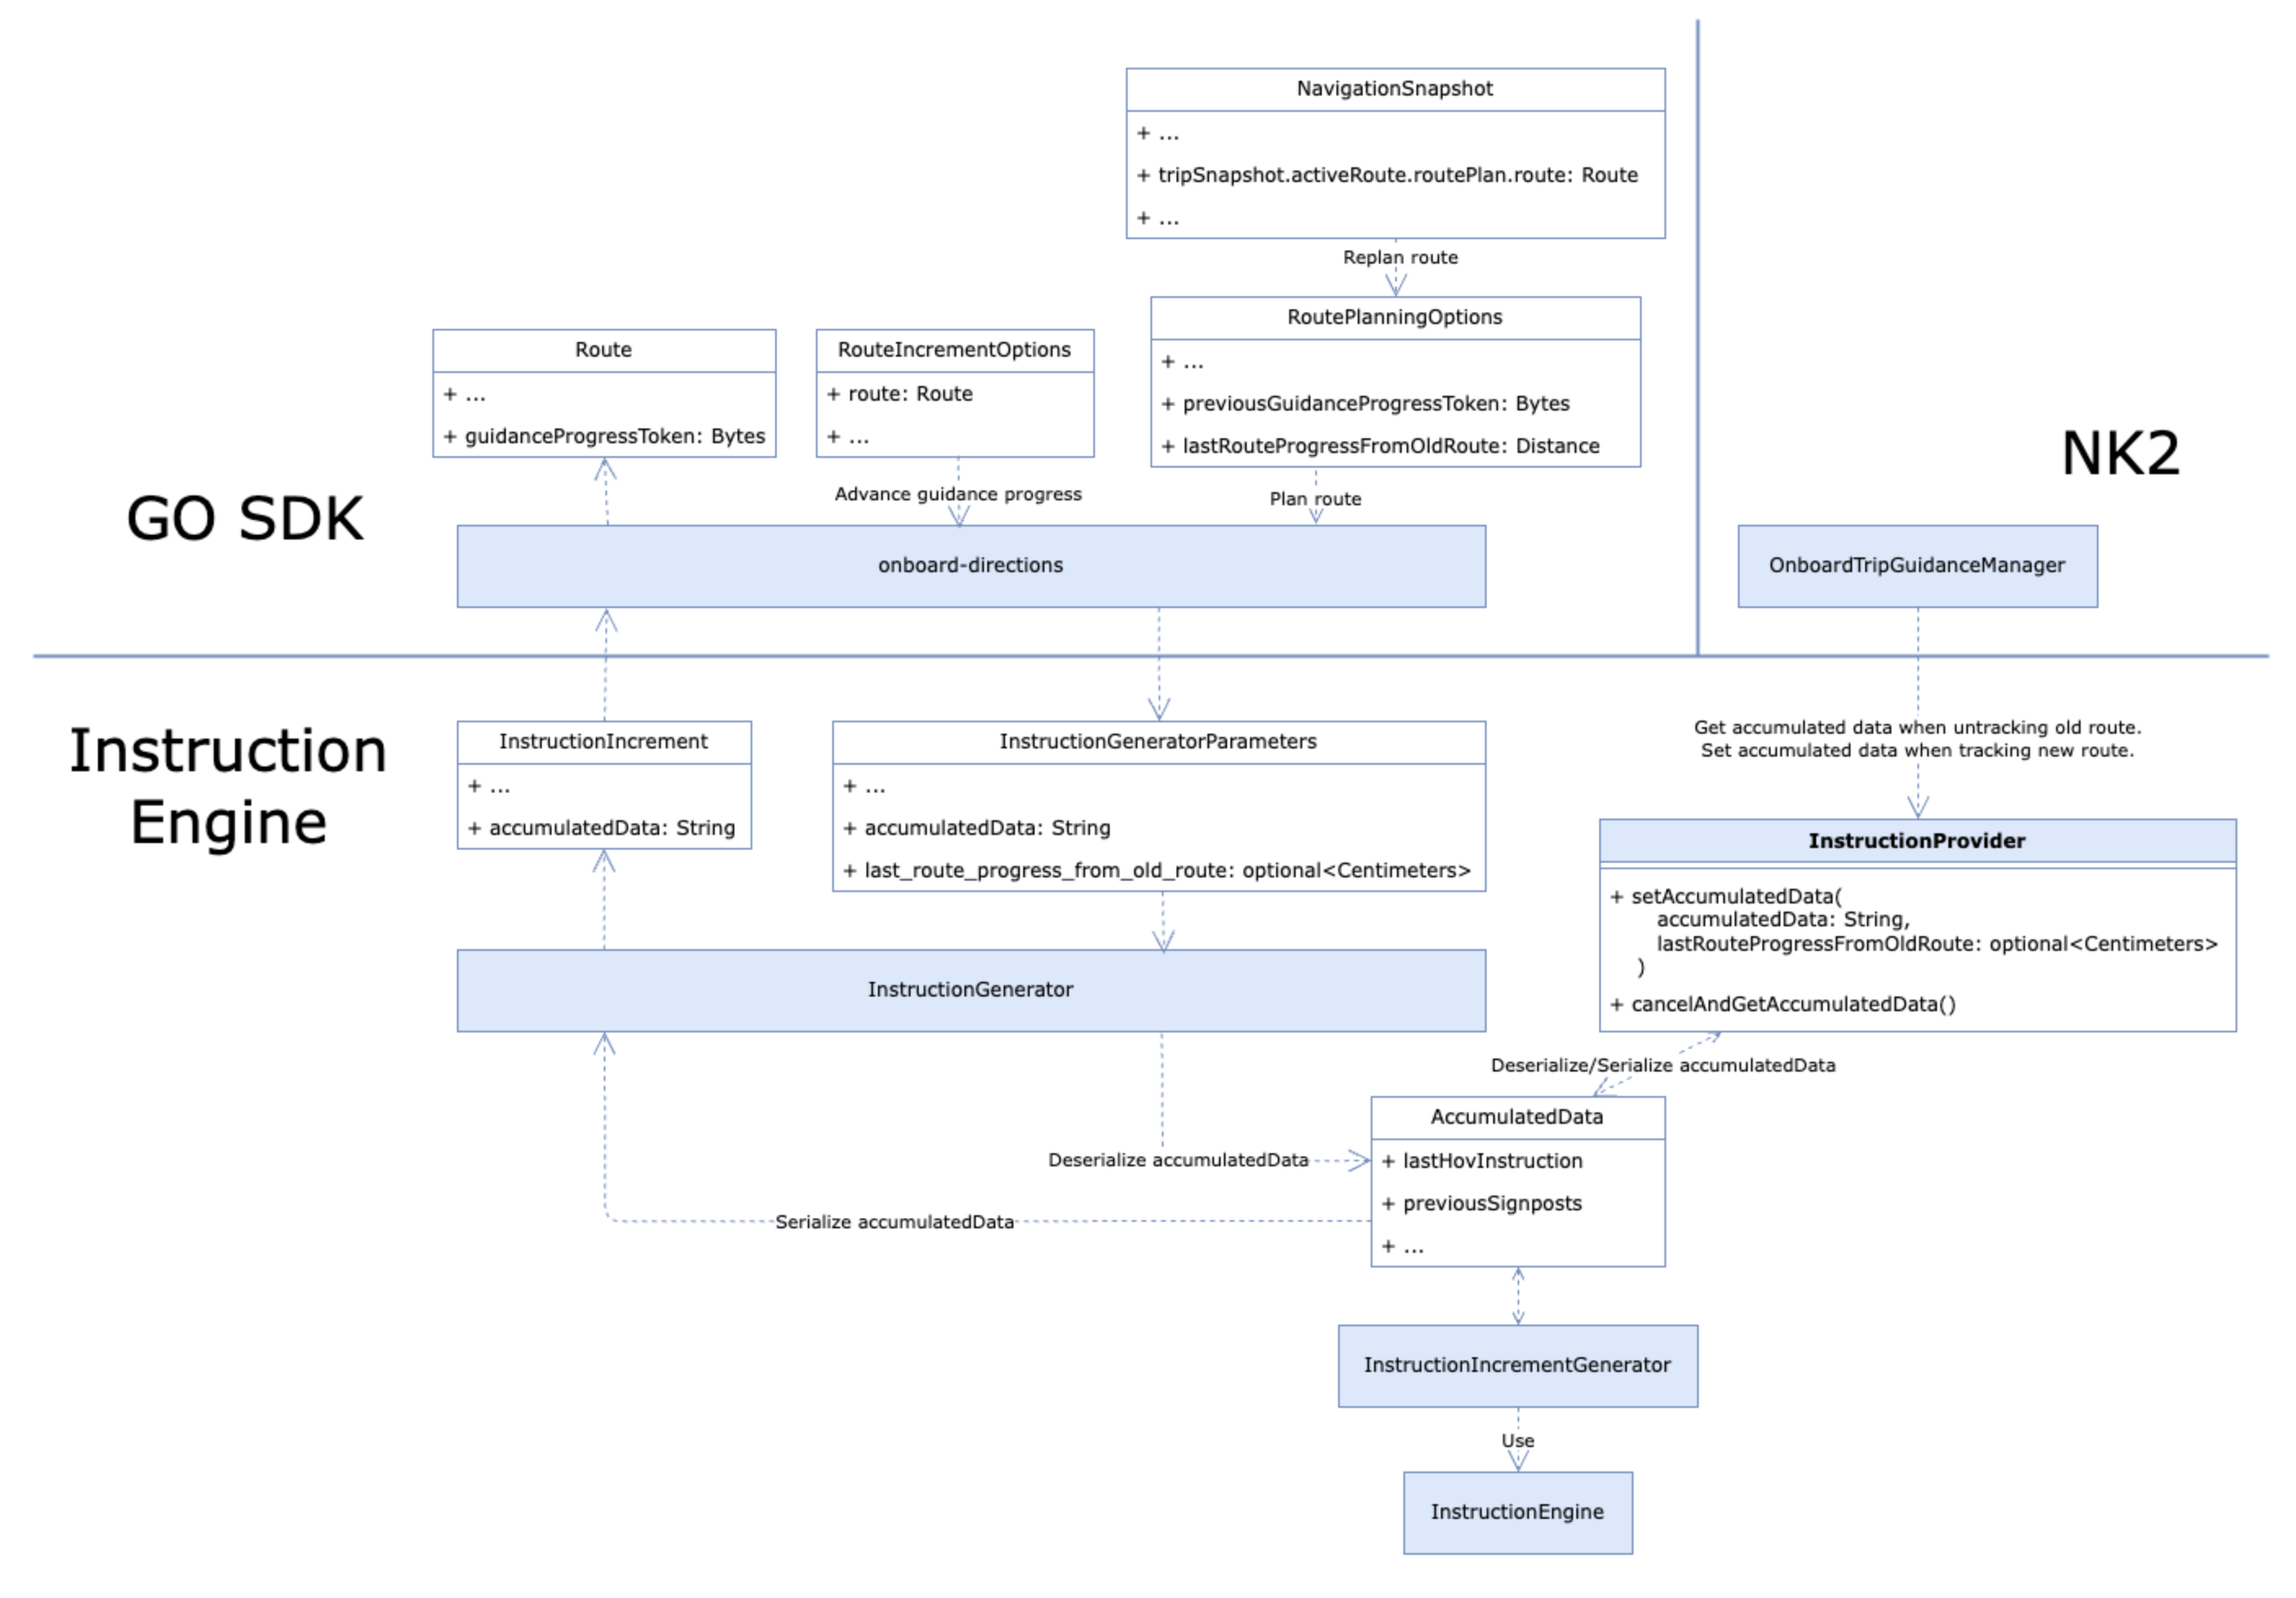 NavigationSnapshot
+ ...
+ tripSnapshot.activeRoute.routePlan.route: Route
+ ...
Replan route
RoutePlanningOptions
+ ...
+ previousGuidanceProgressToken: Bytes
+ lastRouteProgressFromOldRoute: Distance
Plan route
Route
+ ...
+ guidanceProgressToken: Bytes
RouteIncrementOptions
+ route: Route
+ ...
Advance guidance progress
GO SDK
NK2
onboard-directions
OnboardTripGuidanceManager
Instruction
Engine
InstructionIncrement
+ ...
+ accumulatedData: String
InstructionGeneratorParameters
+ ...
+ accumulatedData: String
+ last_route_progress_from_old_route: optional<Centimeters>
Get accumulated data when untracking old route.
Set accumulated data when tracking new route.
InstructionProvider
+ setAccumulatedData(
accumulatedData: String,
lastRouteProgressFromOldRoute: optional<Centimeters>
)
+ cancelAndGetAccumulatedData()
InstructionGenerator
Deserialize/Serialize accumulatedData
AccumulatedData
+ lastHovInstruction
+ previousSignposts
+ ...
Deserialize accumulatedData
Serialize accumulatedData
InstructionIncrementGenerator
Use
InstructionEngine